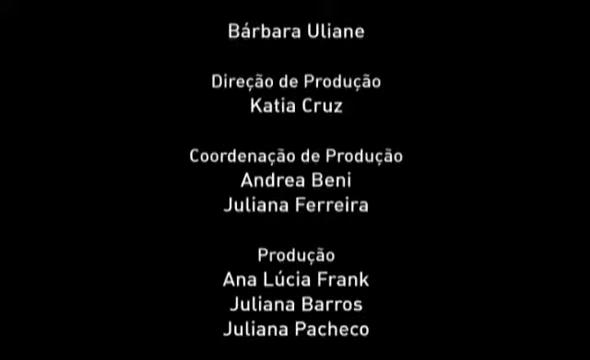 Bárbara Uliane
Direção de Produção
Katia Cruz
Coordenação de Produção
Andrea Beni
Juliana Ferreira
Produção
Ana Lúcia Frank
Juliana Barros
Juliana Pacheco